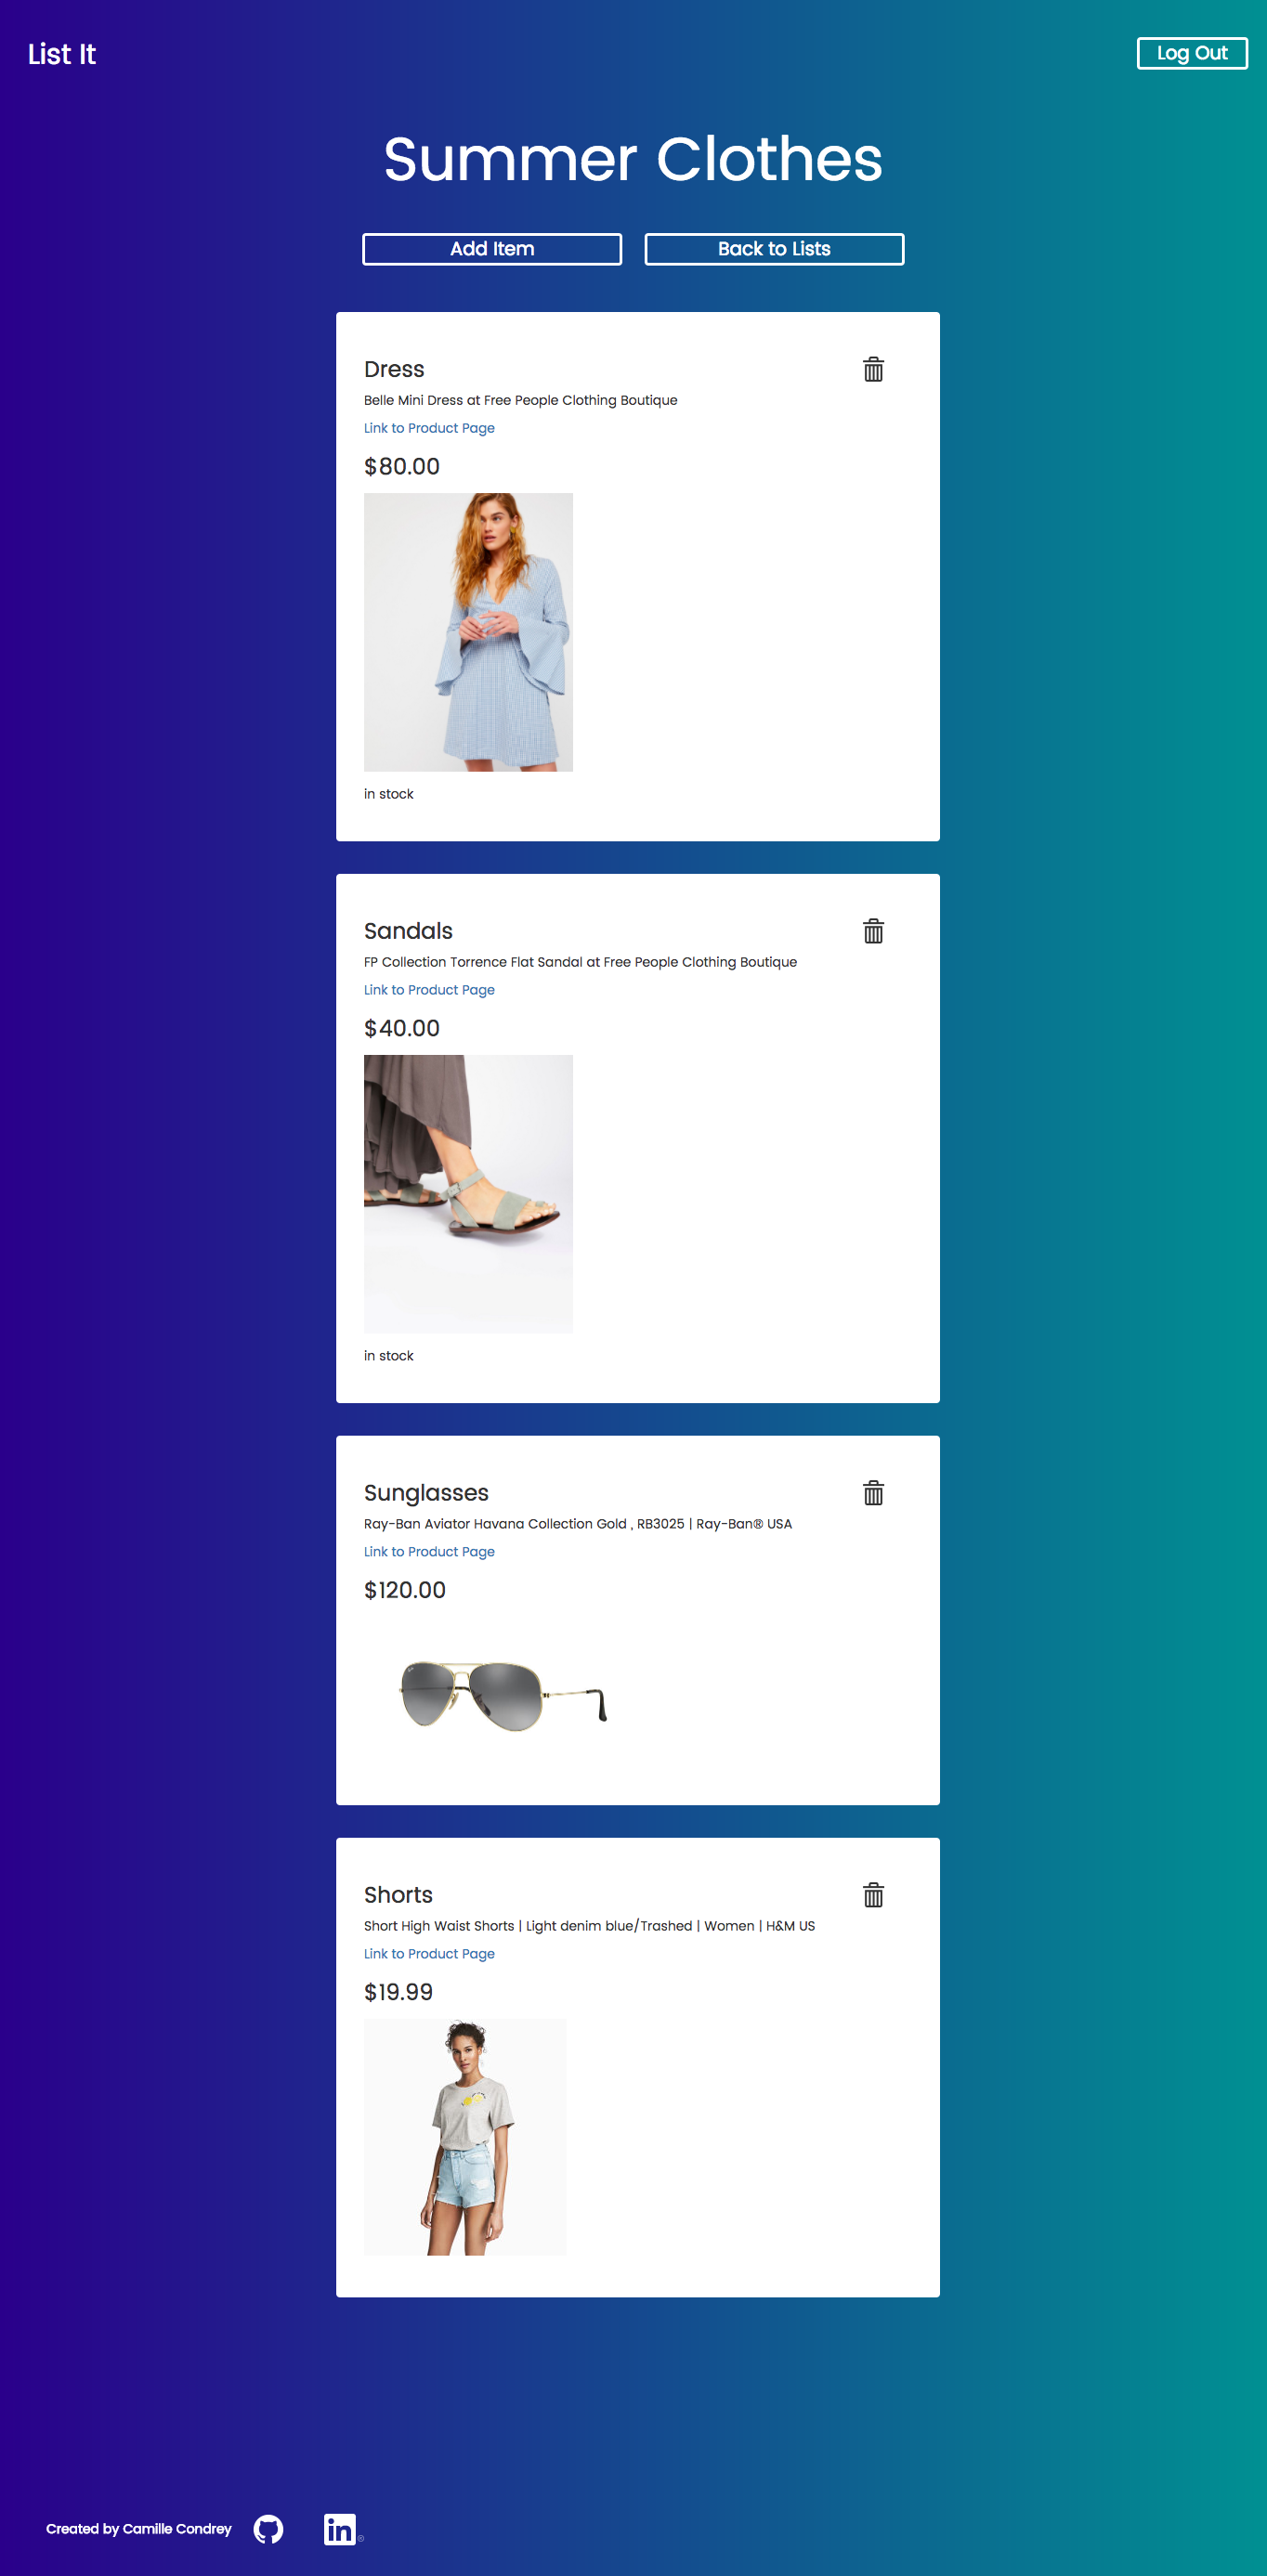 List It
Log Out
Summer Clothes
Add Item
Back to Lists
Dress
Belle Mini Dress at Free People Clothing Boutique
Link to Product Page
$80.00
in stock
Sandals
FP Collection Torrence Flat Sandal at Free People Clothing Boutique
Link to Product Page
$40.00
in stock
Sunglasses
Ray-Ban Aviator Havana Collection Gold , RB3025 | Ray-Ban® USA
Link to Product Page
$120.00
Shorts
Short High Waist Shorts | Light denim blue/Trashed | Women | H&M US
Link to Product Page
$19.99
Created by Camille Condrey
in ®